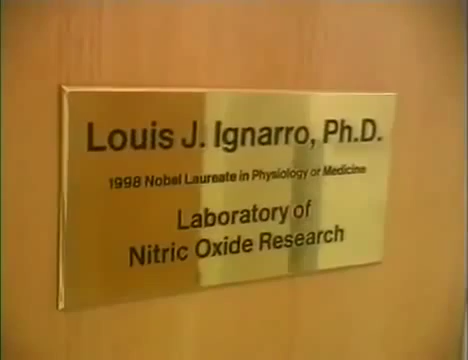 Louis J. Ignarro, Ph.D.
1998 Nobel Laureate in Physiology or Medicine
Laboratory of
Nitric Oxide Research